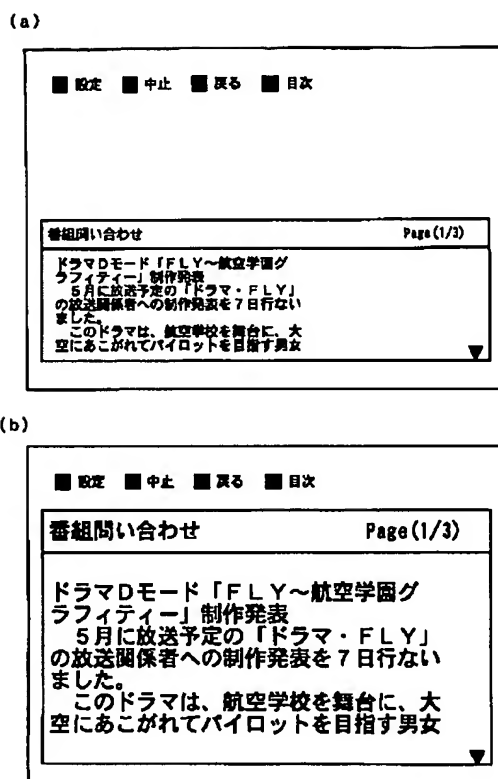 (a)
■ 設定 ■ 中止 ■ 戻る ■ 目次
番組問い合わせ Page(1/3)
ドラマDモード「FLY～航空学園グ
ラフィティー」制作発表
　5月に放送予定の「ドラマ・FLY」
の放送関係者への制作発表を7日行ない
ました。
　このドラマは、航空学校を舞台に、大
空にあこがれてパイロットを目指す男女
▼
(b)
■ 設定 ■ 中止 ■ 戻る ■ 目次
番組問い合わせ Page(1/3)
ドラマDモード「FLY～航空学園グ
ラフィティー」制作発表
　5月に放送予定の「ドラマ・FLY」
の放送関係者への制作発表を7日行ない
ました。
　このドラマは、航空学校を舞台に、大
空にあこがれてパイロットを目指す男女
▼